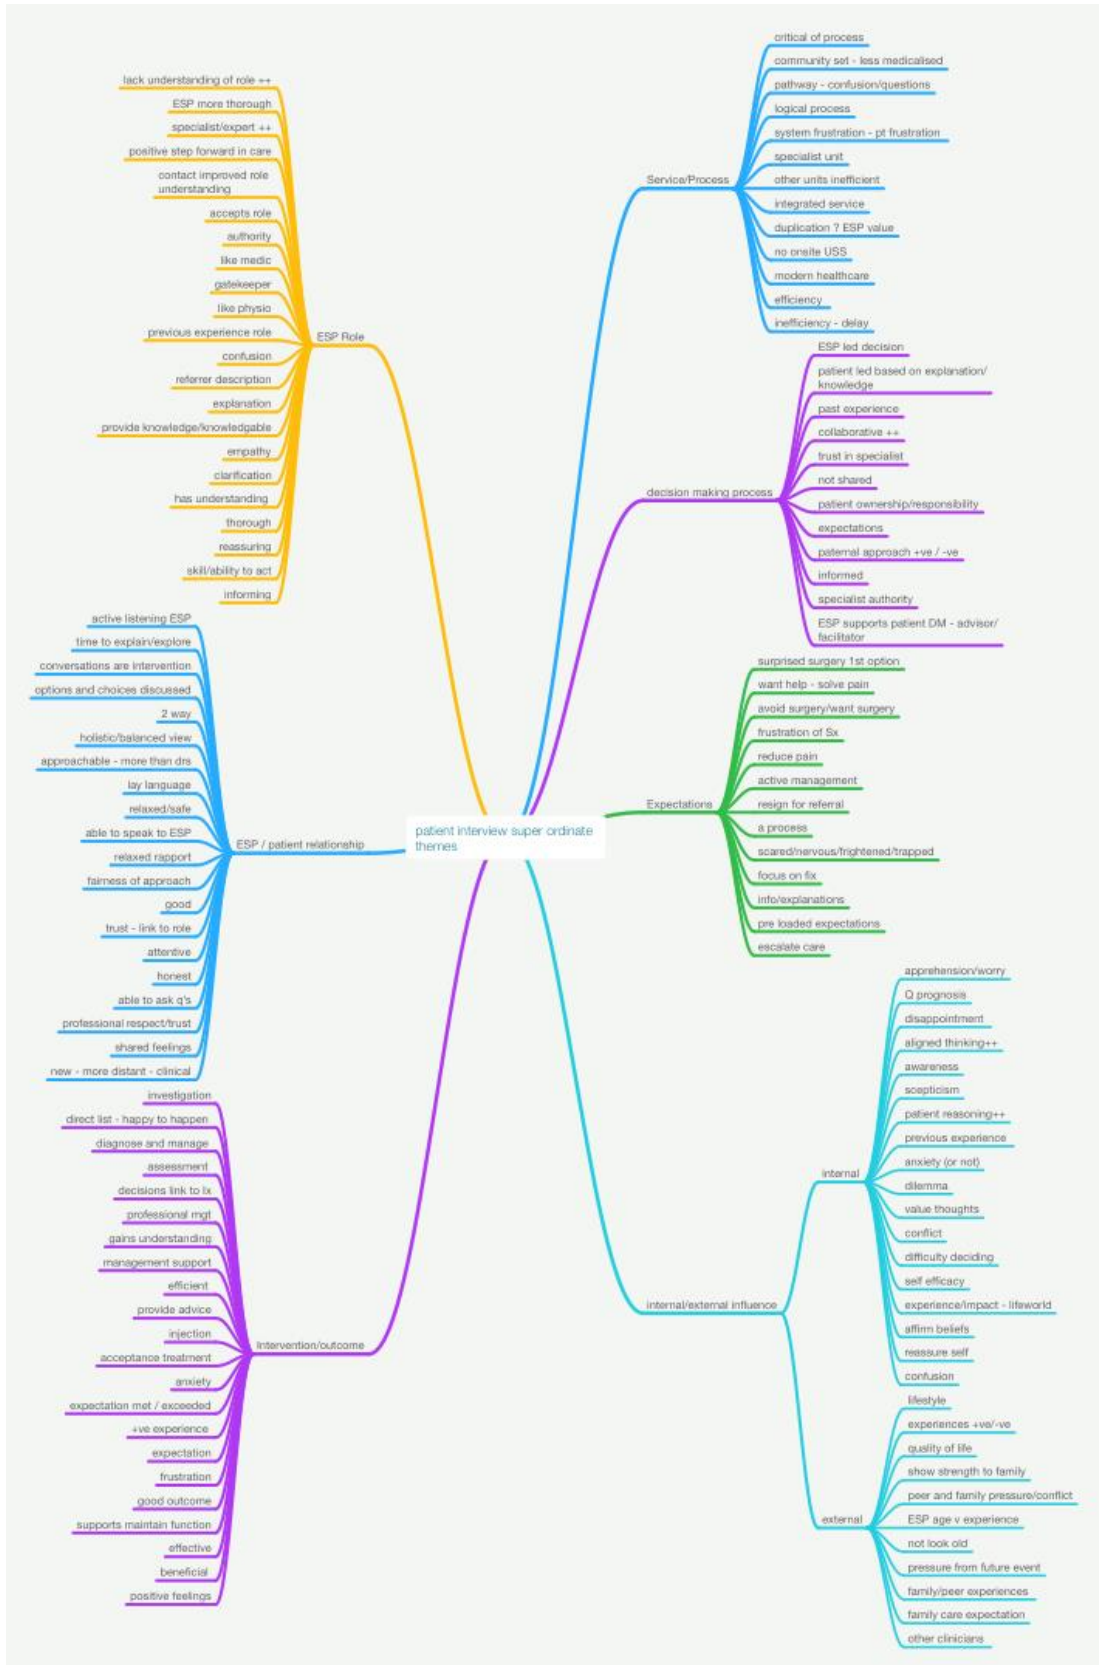 lack understanding of role ++
ESP more thorough
specialist/expert ++
positive step forward in care
contact improved role
understanding
accepts role
authority
like medic
gatekeeper
like physio
previous experience role
confusion
referrer description
explanation
provide knowledge/knowledgable
empathy
clarification
has understanding
thorough
reassuring
skill/ability to act
informing
ESP Role
active listening ESP
time to explain/explore
conversations are intervention
options and choices discussed
2 way
holistic/balanced view
approachable - more than drs
lay language
relaxed/safe
able to speak to ESP
relaxed rapport
fairness of approach
good
trust - link to role
attentive
honest
able to ask q's
professional respect/trust
shared feelings
new - more distant - clinical
ESP / patient relationship
investigation
direct list - happy to happen
diagnose and manage
assessment
decisions link to Ix
professional mgt
gains understanding
management support
efficient
provide advice
injection
acceptance treatment
anxiety
expectation met / exceeded
+ve experience
expectation
frustration
good outcome
supports maintain function
effective
beneficial
positive feelings
Intervention/outcome
patient interview super ordinate
themes
Service/Process
critical of process
community set - less medicalised
pathway - confusion/questions
logical process
system frustration - pt frustration
specialist unit
other units inefficient
integrated service
duplication ? ESP value
no onsite USS
modern healthcare
efficiency
inefficiency - delay
decision making process
ESP led decision
patient led based on explanation/
knowledge
past experience
collaborative ++
trust in specialist
not shared
patient ownership/responsibility
expectations
paternal approach +ve / -ve
informed
specialist authority
ESP supports patient DM - advisor/
facilitator
Expectations
surprised surgery 1st option
want help - solve pain
avoid surgery/want surgery
frustration of Sx
reduce pain
active management
resign for referral
a process
scared/nervous/frightened/trapped
focus on fix
info/explanations
pre loaded expectations
escalate care
internal/external influence
internal
apprehension/worry
Q prognosis
disappointment
aligned thinking++
awareness
scepticism
patient reasoning++
previous experience
anxiety (or not)
dilemma
value thoughts
conflict
difficulty deciding
self efficacy
experience/impact - lifeworld
affirm beliefs
reassure self
confusion
external
lifestyle
experiences +ve/-ve
quality of life
show strength to family
peer and family pressure/conflict
ESP age v experience
not look old
pressure from future event
family/peer experiences
family care expectation
other clinicians